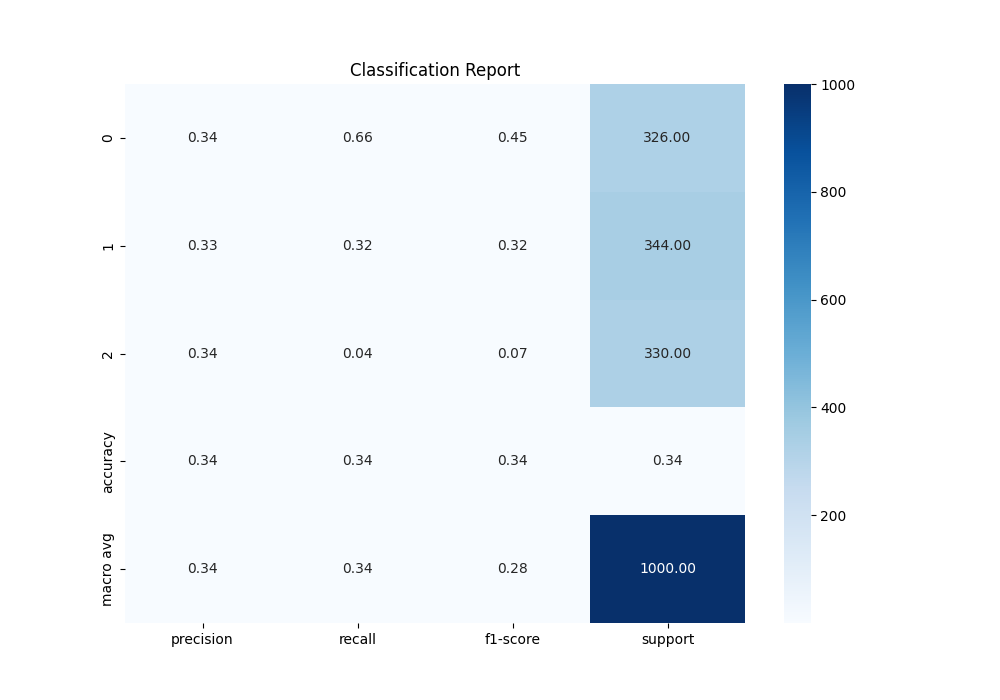 Classification Report
0 0.34 0.66 0.45 326.00
1 0.33 0.32 0.32 344.00
2 0.34 0.04 0.07 330.00
accuracy 0.34 0.34 0.34 0.34
macro avg 0.34 0.34 0.28 1000.00
precision recall f1-score support
1000
800
600
400
200